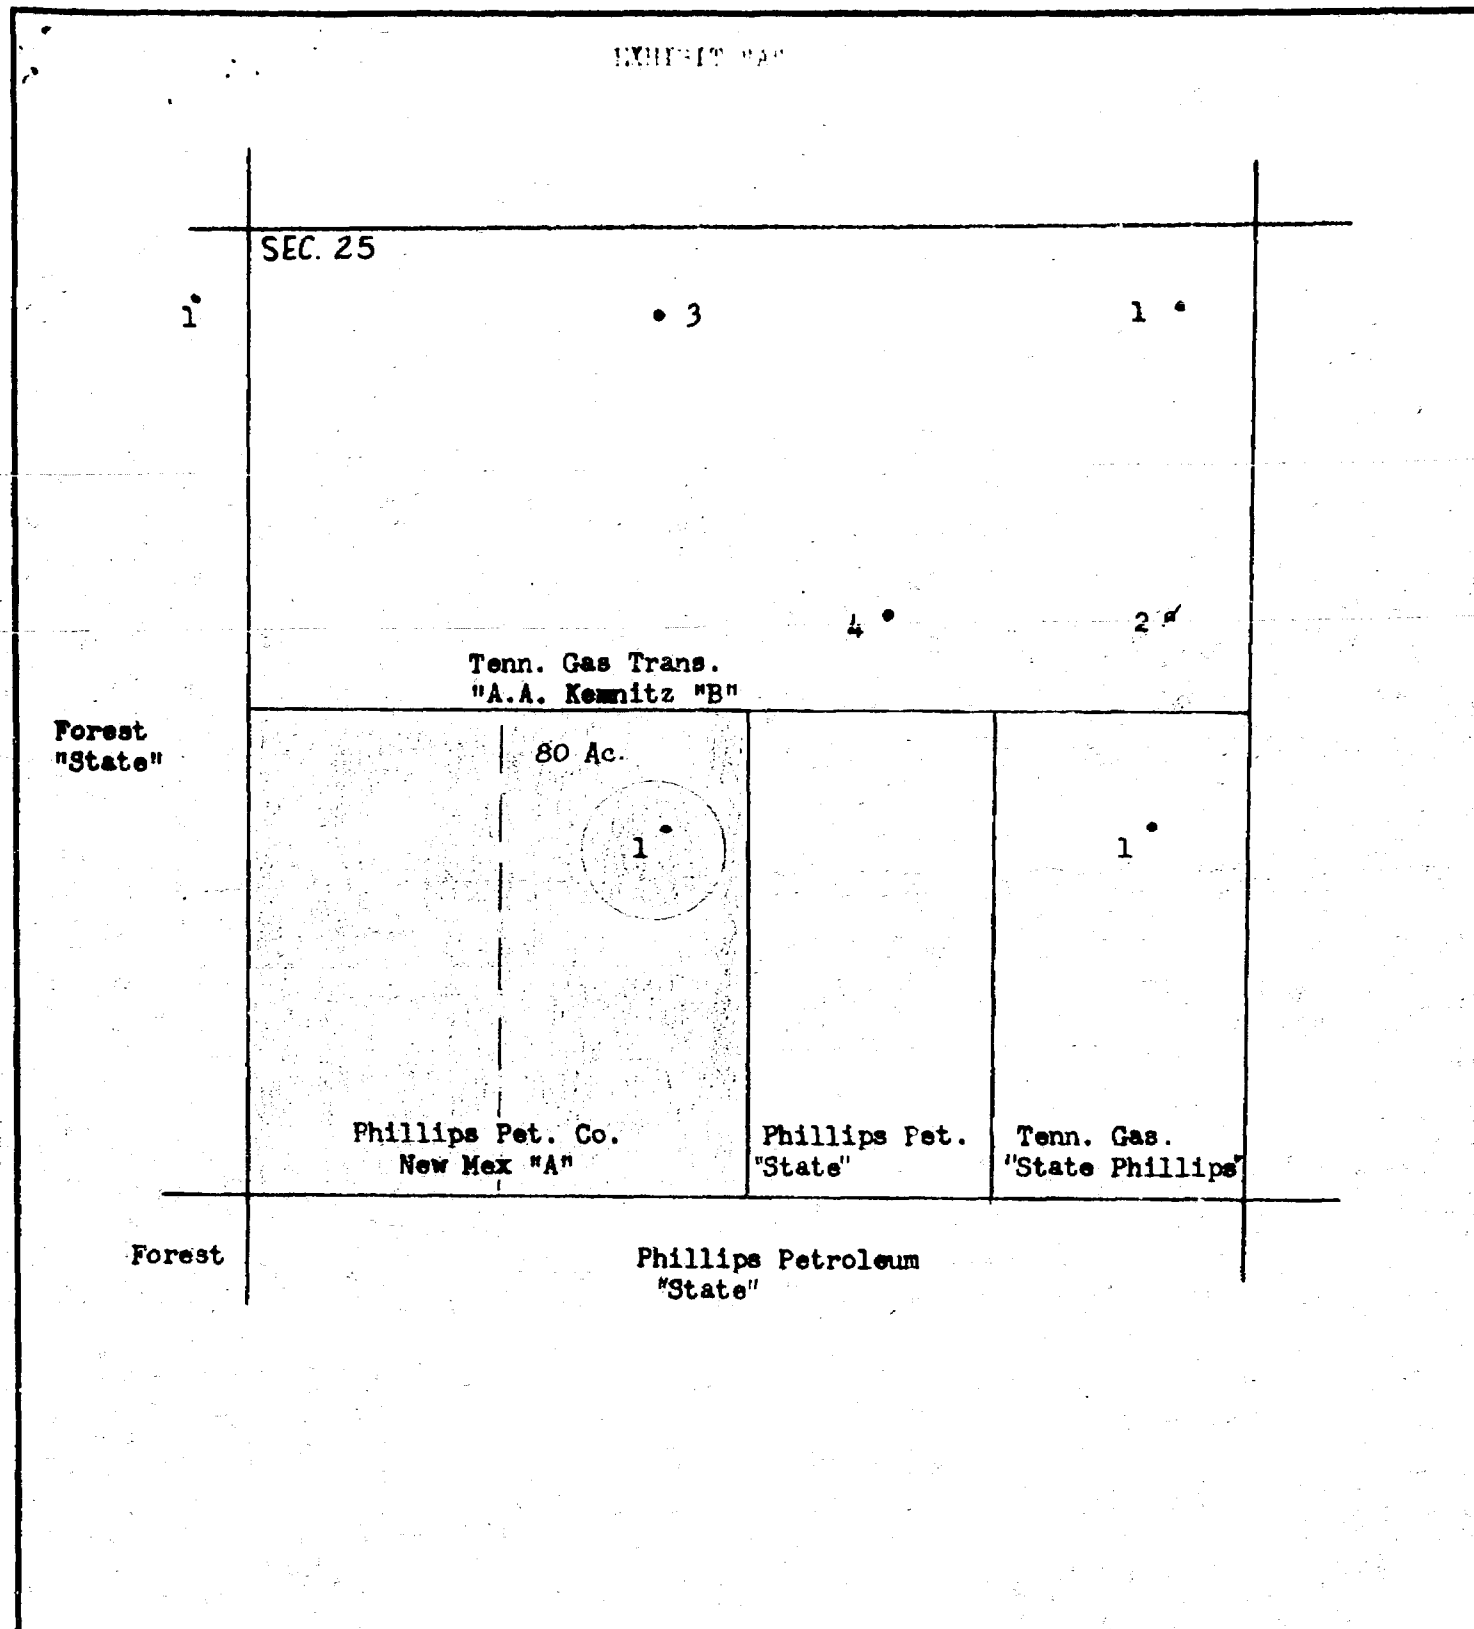 EXHIBIT "A"
SEC. 25
1
3
1
4
2
Tenn. Gas Trans.
"A.A. Kemnitz "B"
Forest
"State"
80 Ac.
1
1
Phillips Pet. Co.
New Mex "A"
Phillips Pet.
"State"
Tenn. Gas.
"State Phillips"
Forest
Phillips Petroleum
"State"